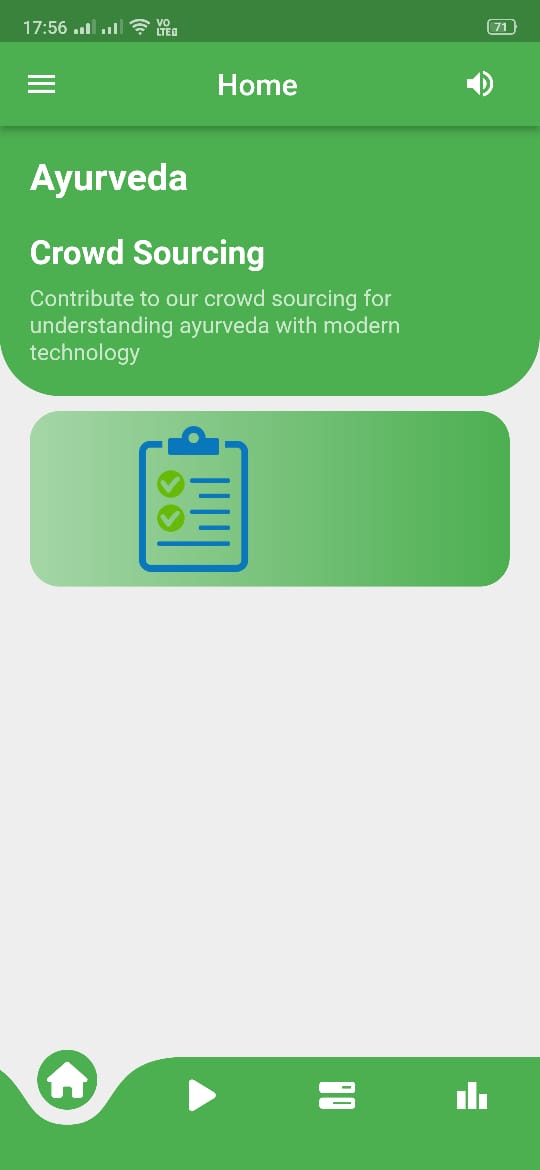 17:56
VO
LTE
71
Home
Ayurveda
Crowd Sourcing
Contribute to our crowd sourcing for
understanding ayurveda with modern
technology